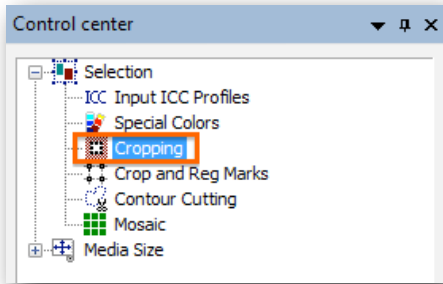 Control center
Selection
ICC Input ICC Profiles
Special Colors
Cropping
Crop and Reg Marks
Contour Cutting
Mosaic
Media Size